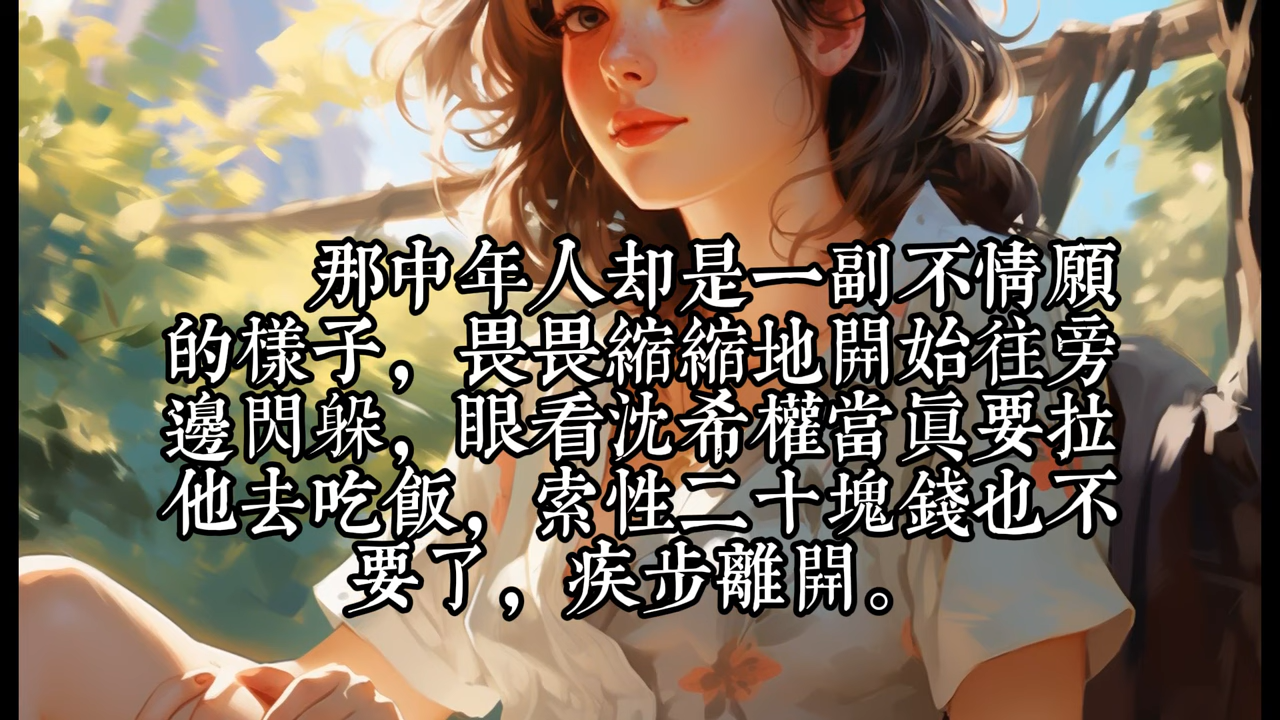 那中年人却是一副不情願
的樣子，畏畏縮縮地開始往旁
邊閃躲，眼看沈希權當眞要拉
他去吃飯，索性二十塊錢也不
要了，疾步離開。